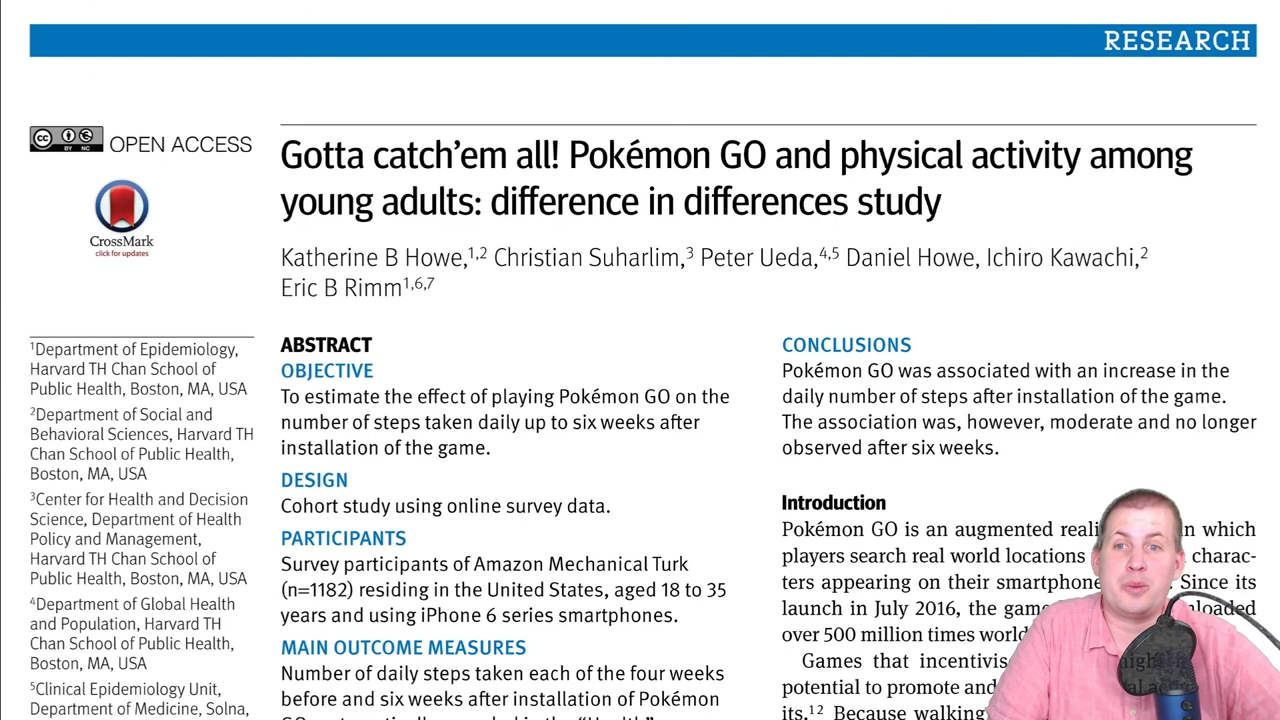 RESEARCH
CC BY NC OPEN ACCESS
CrossMark
click for updates
Gotta catch'em all! Pokémon GO and physical activity among
young adults: difference in differences study
Katherine B Howe,1,2 Christian Suharlim,3 Peter Ueda,4,5 Daniel Howe, Ichiro Kawachi,2
Eric B Rimm1,6,7
1Department of Epidemiology,
Harvard TH Chan School of
Public Health, Boston, MA, USA
2Department of Social and
Behavioral Sciences, Harvard TH
Chan School of Public Health,
Boston, MA, USA
3Center for Health and Decision
Science, Department of Health
Policy and Management,
Harvard TH Chan School of
Public Health, Boston, MA, USA
4Department of Global Health
and Population, Harvard TH
Chan School of Public Health,
Boston, MA, USA
5Clinical Epidemiology Unit,
Department of Medicine, Solna,
ABSTRACT
OBJECTIVE
To estimate the effect of playing Pokémon GO on the
number of steps taken daily up to six weeks after
installation of the game.
DESIGN
Cohort study using online survey data.
PARTICIPANTS
Survey participants of Amazon Mechanical Turk
(n=1182) residing in the United States, aged 18 to 35
years and using iPhone 6 series smartphones.
MAIN OUTCOME MEASURES
Number of daily steps taken each of the four weeks
before and six weeks after installation of Pokémon
CONCLUSIONS
Pokémon GO was associated with an increase in the
daily number of steps after installation of the game.
The association was, however, moderate and no longer
observed after six weeks.
Introduction
Pokémon GO is an augmented in which
players search real world locations charac-
ters appearing on their Since its
launch in July 2016, the
over 500 million times
Games that
potential to promote and
its.12 Because walking